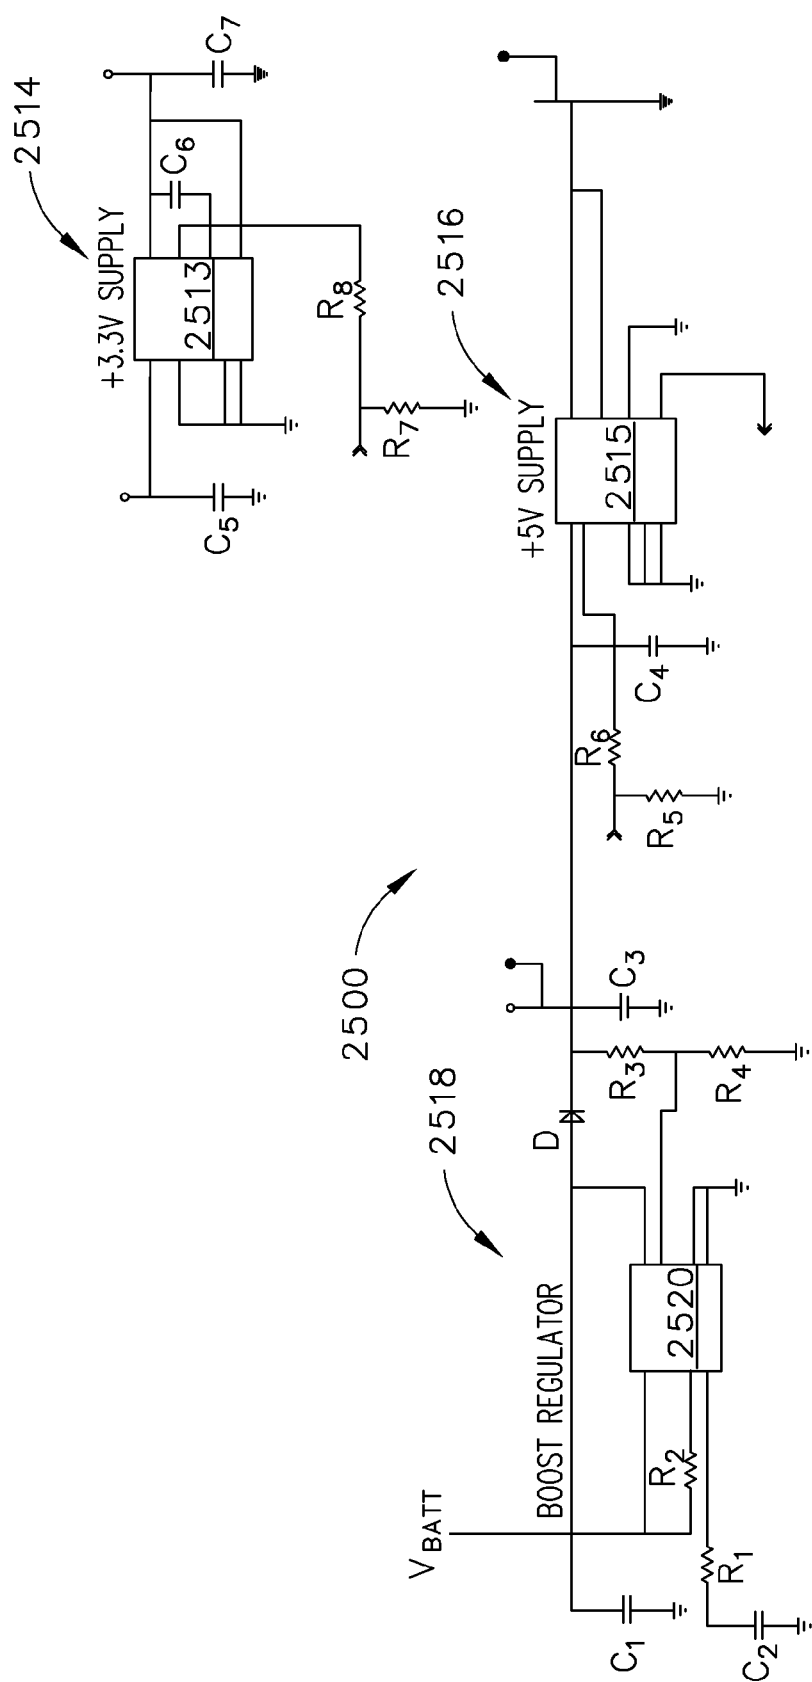 2514
+3.3V SUPPLY
2513
C5
C6
C7
R7
R8
2500
2518
2516
VBATT
BOOST REGULATOR
D
+5V SUPPLY
2520
2515
C1
C2
R1
R2
R3
R4
C3
R5
R6
C4